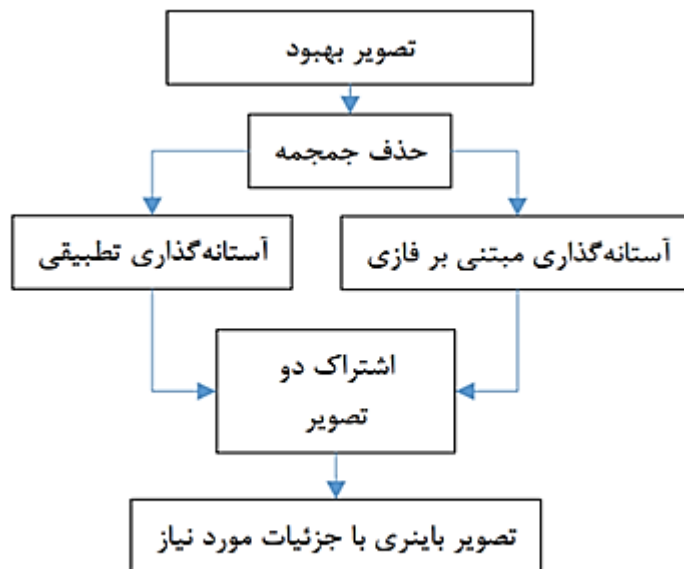 تصویر بهبود
حذف جمجمه
آستانه‌گذاری مبتنی بر فازی
آستانه‌گذاری تطبیقی
اشتراک دو
تصویر
تصویر باینری با جزئیات مورد نیاز